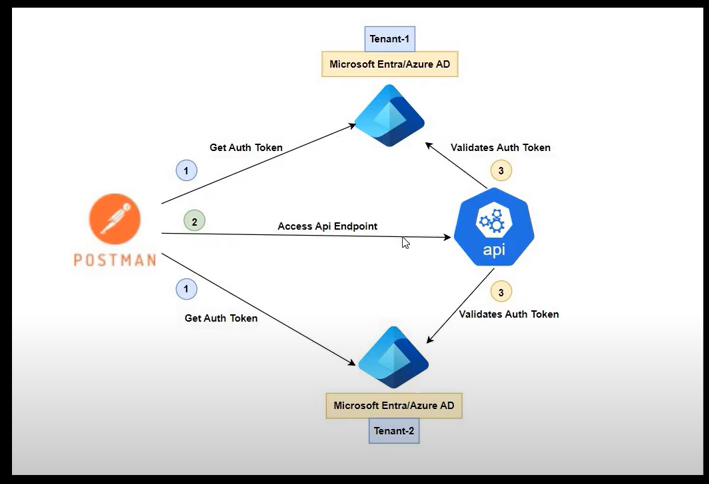 Tenant-1
Microsoft Entra/Azure AD
Get Auth Token
Validates Auth Token
1
3
2
Access Api Endpoint
api
POSTMAN
1
3
Get Auth Token
Validates Auth Token
Microsoft Entra/Azure AD
Tenant-2